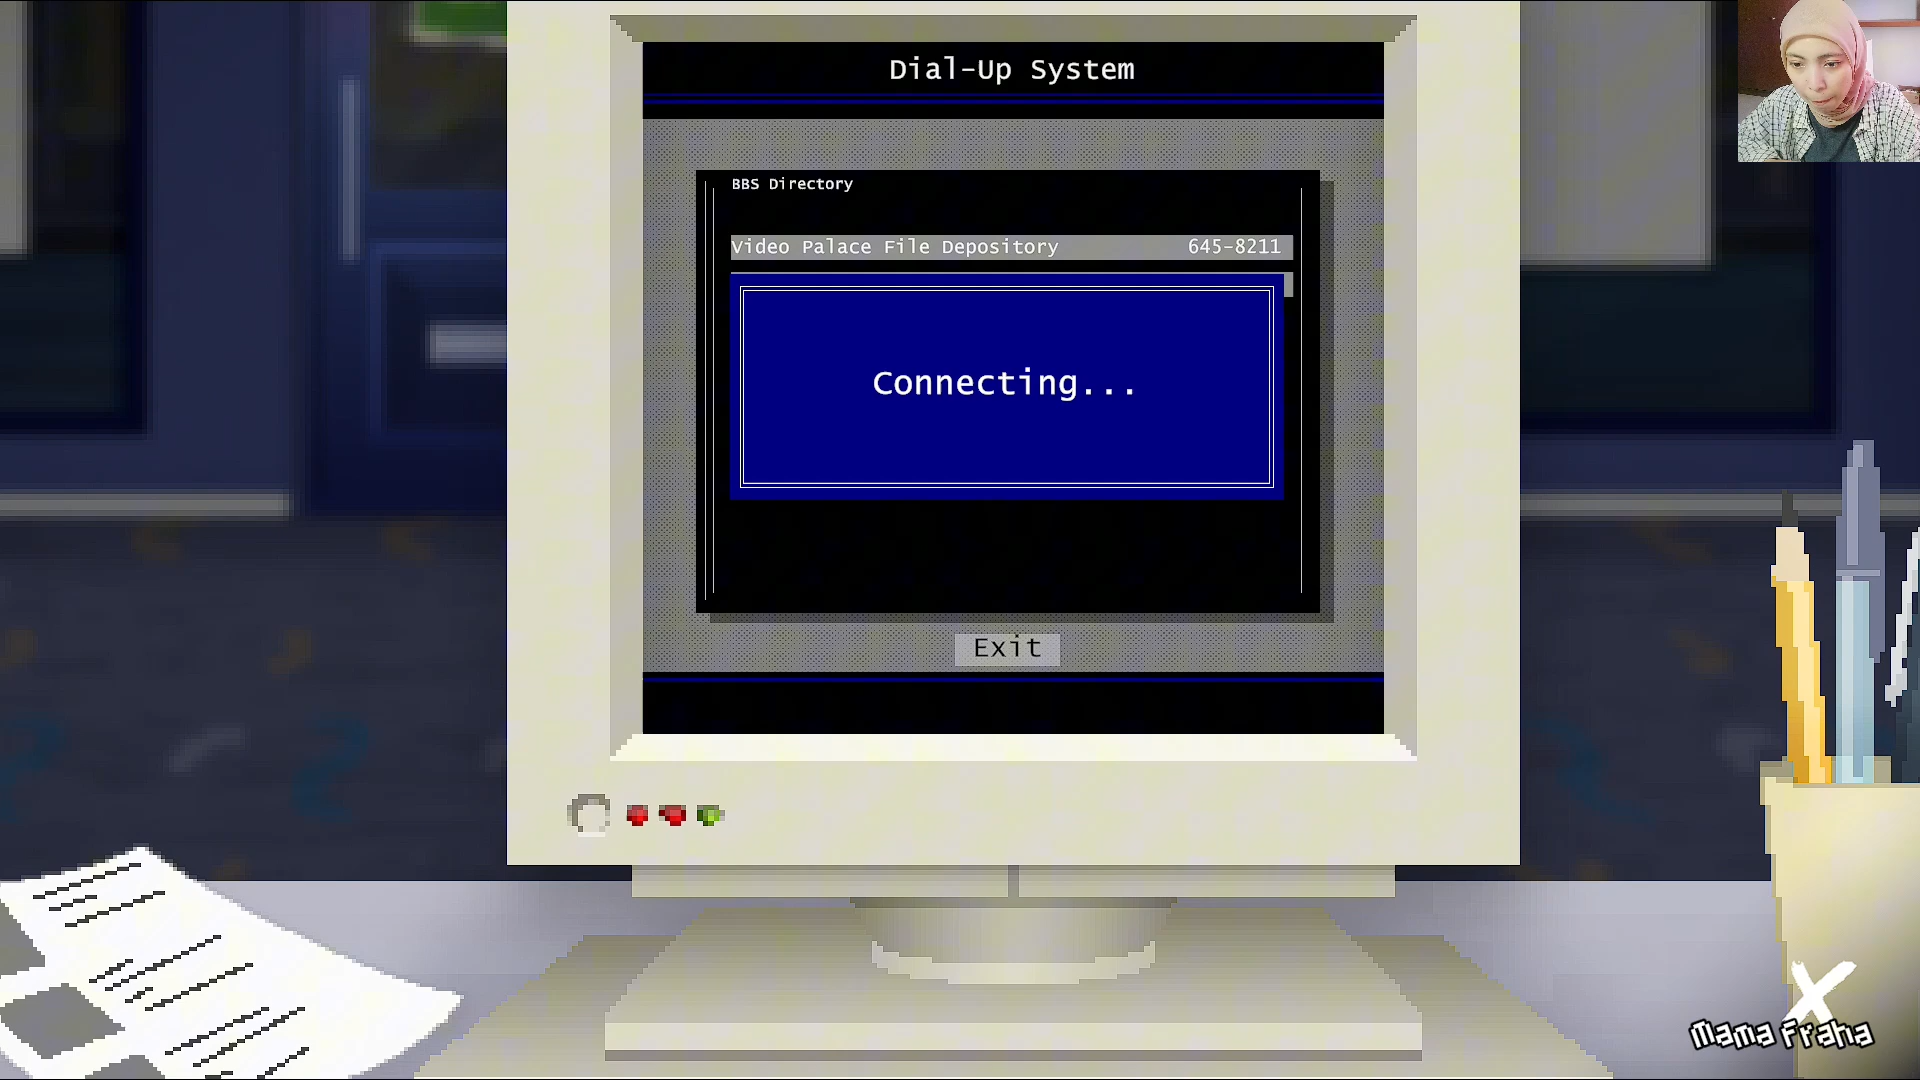 Dial-Up System
BBS Directory
Video Palace File Depository 645-8211
Connecting...
Exit
Mama Fraha